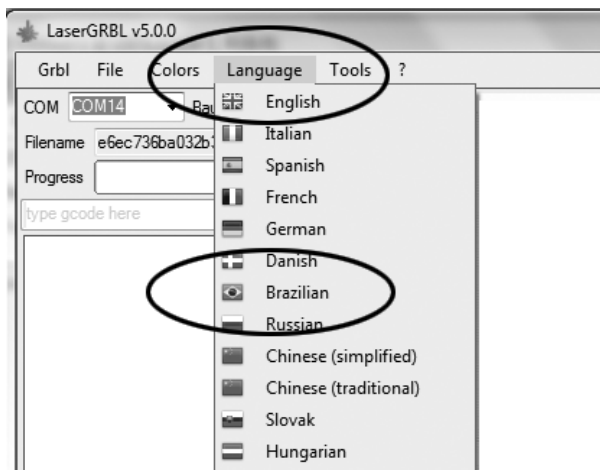 LaserGRBL v5.0.0
Grbl File Colors Language Tools ?
COM COM14
Filename e6ec736ba032b
Progress
type gcode here
English
Italian
Spanish
French
German
Danish
Brazilian
Russian
Chinese (simplified)
Chinese (traditional)
Slovak
Hungarian